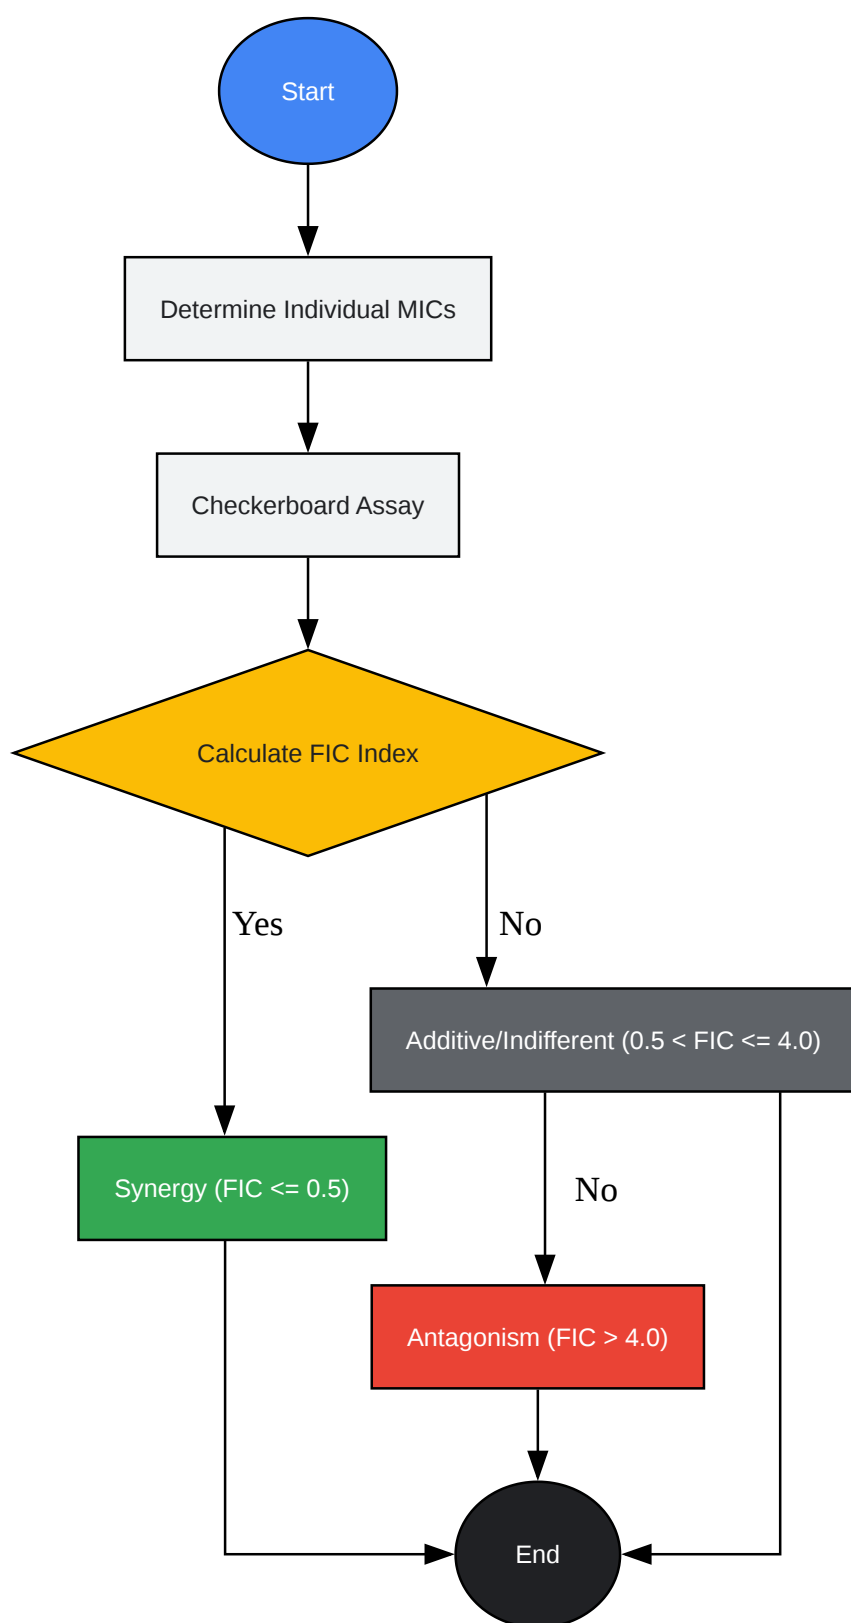 Start
Determine Individual MICs
Checkerboard Assay
Calculate FIC Index
Yes
No
Additive/Indifferent (0.5 < FIC <= 4.0)
Synergy (FIC <= 0.5)
No
Antagonism (FIC > 4.0)
End